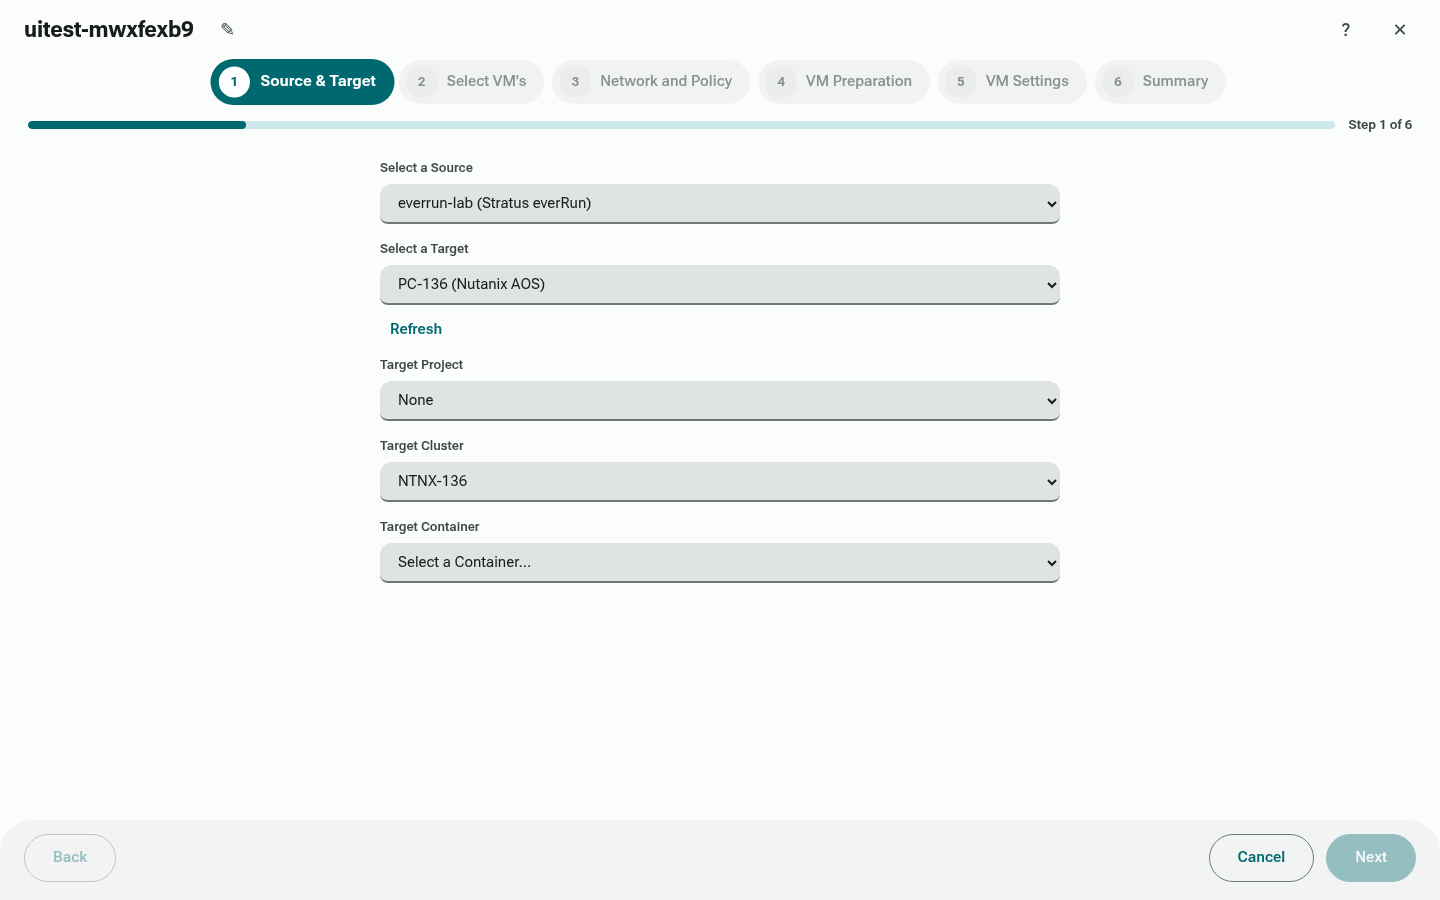 uitest-mwxfexb9 ✎ ? ✕
1 Source & Target 2 Select VM's 3 Network and Policy 4 VM Preparation 5 VM Settings 6 Summary
Step 1 of 6
Select a Source
everrun-lab (Stratus everRun)
Select a Target
PC-136 (Nutanix AOS)
Refresh
Target Project
None
Target Cluster
NTNX-136
Target Container
Select a Container...
Back Cancel Next